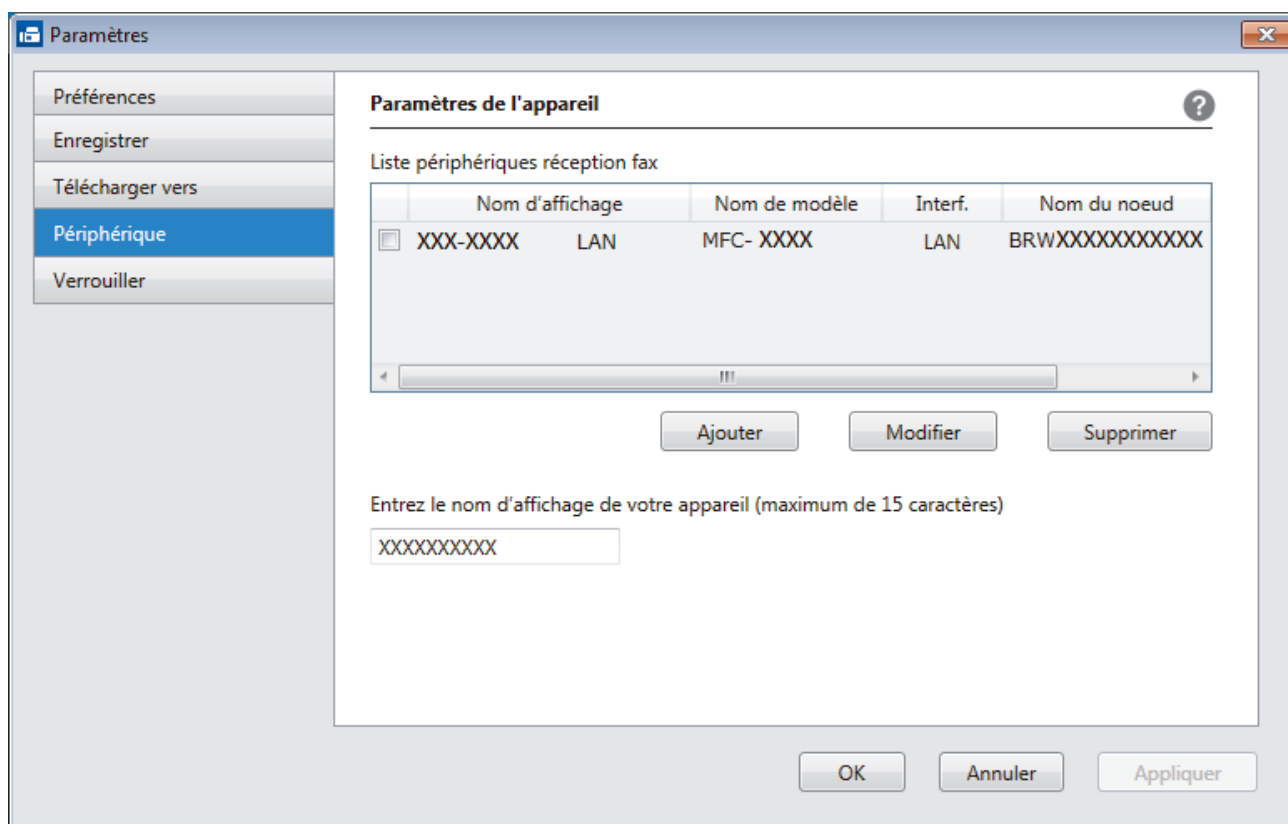 Paramètres
Préférences
Enregistrer
Télécharger vers
Périphérique
Verrouiller
Paramètres de l'appareil
?
Liste périphériques réception fax
Nom d'affichage Nom de modèle Interf. Nom du noeud
XXX-XXXX LAN MFC- XXXX LAN BRWXXXXXXXXXXX
Ajouter Modifier Supprimer
Entrez le nom d'affichage de votre appareil (maximum de 15 caractères)
XXXXXXXXXX
OK Annuler Appliquer